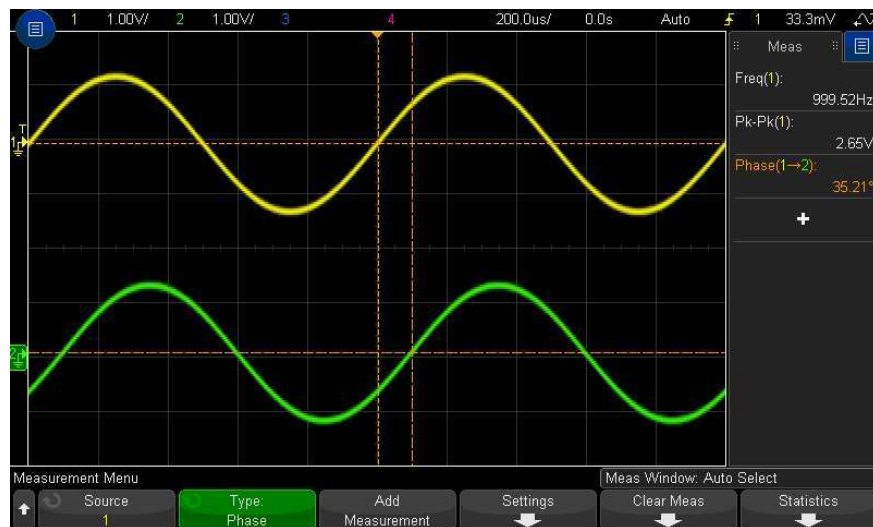 1 1.00V/ 2 1.00V/ 3 4 200.0us/ 0.0s Auto 1 33.3mV
Meas
Freq(1):
999.52Hz
Pk-Pk(1):
2.65V
Phase(1→2):
35.21°
+
T
1
2
Measurement Menu
Meas Window: Auto Select
Source
1
Type:
Phase
Add
Measurement
Settings
Clear Meas
Statistics